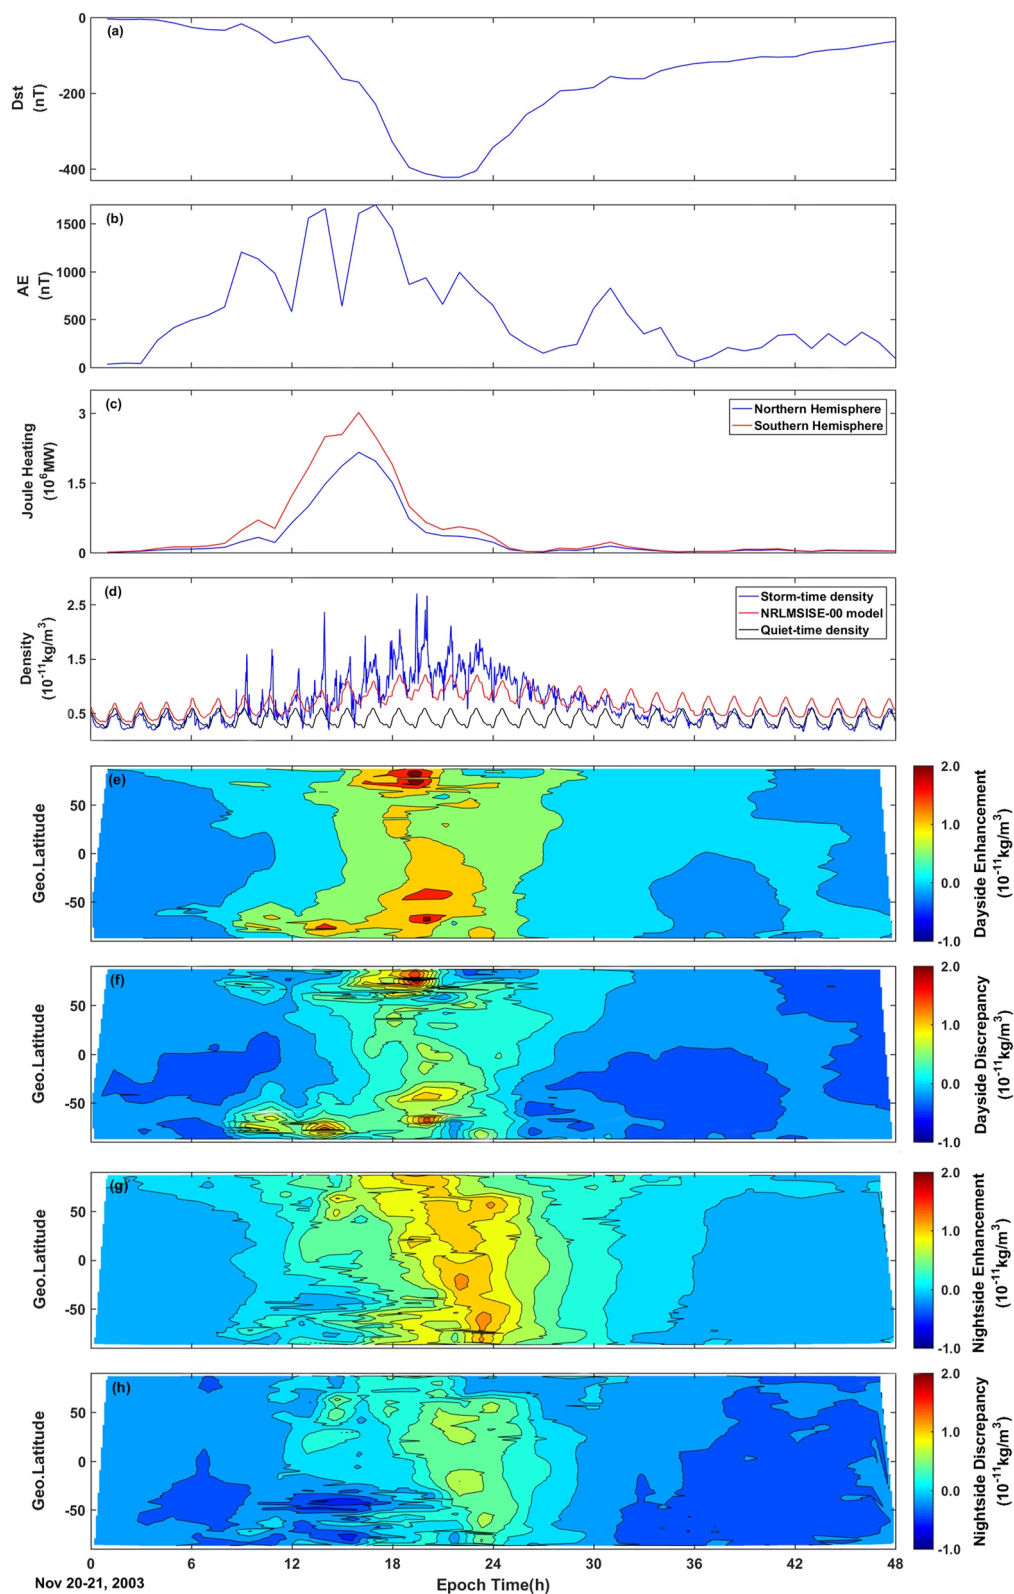 (a)
0
-200
-400
Dst
(nT)
(b)
1500
1000
500
0
AE
(nT)
(c)
3
1.5
0
Joule Heating
(10⁶MW)
Northern Hemisphere
Southern Hemisphere
(d)
2.5
1.5
0.5
Density
(10⁻¹¹kg/m³)
Storm-time density
NRLMSISE-00 model
Quiet-time density
(e)
50
0
-50
Geo.Latitude
2.0
1.0
0.0
-1.0
Dayside Enhancement
(10⁻¹¹kg/m³)
(f)
50
0
-50
Geo.Latitude
2.0
1.0
0.0
-1.0
Dayside Discrepancy
(10⁻¹¹kg/m³)
(g)
50
0
-50
Geo.Latitude
2.0
1.0
0.0
-1.0
Nightside Enhancement
(10⁻¹¹kg/m³)
(h)
50
0
-50
Geo.Latitude
2.0
1.0
0.0
-1.0
Nightside Discrepancy
(10⁻¹¹kg/m³)
0 6 12 18 24 30 36 42 48
Nov 20-21, 2003
Epoch Time(h)